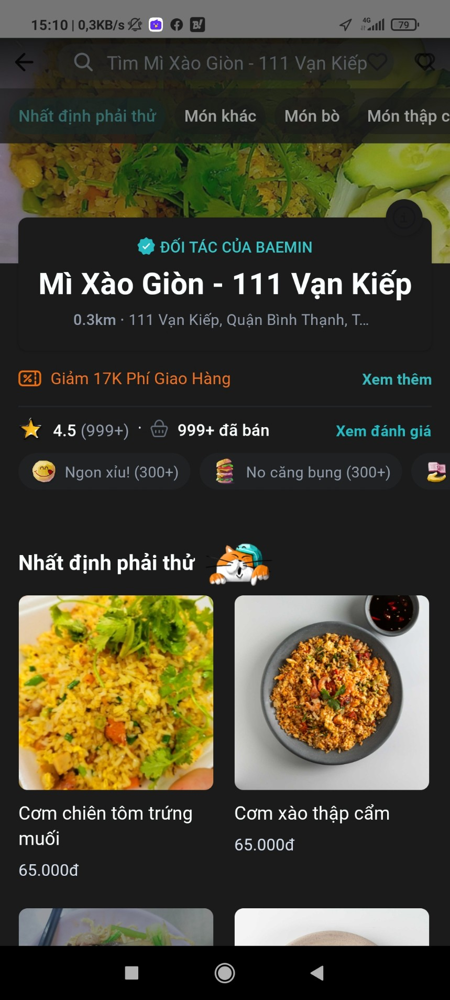 15:10 | 0,3KB/s
4G
79
Tìm Mì Xào Giòn - 111 Vạn Kiếp
Nhất định phải thử
Món khác
Món bò
Món thập c
ĐỐI TÁC CỦA BAEMIN
Mì Xào Giòn - 111 Vạn Kiếp
0.3km · 111 Vạn Kiếp, Quận Bình Thạnh, T...
Giảm 17K Phí Giao Hàng
Xem thêm
4.5 (999+) · 999+ đã bán
Xem đánh giá
Ngon xỉu! (300+)
No căng bụng (300+)
Nhất định phải thử
Cơm chiên tôm trứng
muối
65.000đ
Cơm xào thập cẩm
65.000đ